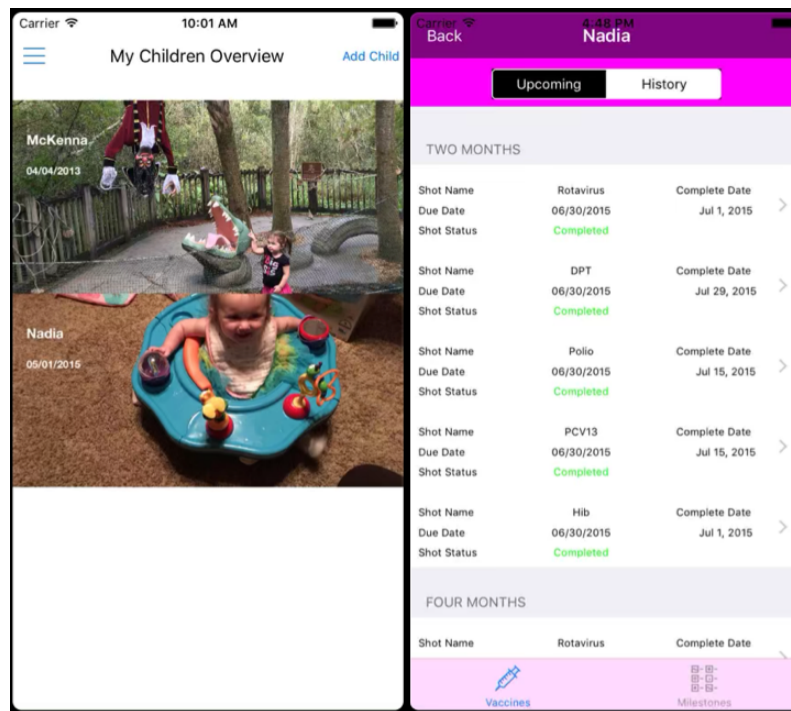 Carrier 10:01 AM
My Children Overview Add Child
McKenna
04/04/2013
Nadia
05/01/2015
Carrier 4:48 PM
Back Nadia
Upcoming History
TWO MONTHS
Shot Name Rotavirus Complete Date
Due Date 06/30/2015 Jul 1, 2015
Shot Status Completed
Shot Name DPT Complete Date
Due Date 06/30/2015 Jul 29, 2015
Shot Status Completed
Shot Name Polio Complete Date
Due Date 06/30/2015 Jul 15, 2015
Shot Status Completed
Shot Name PCV13 Complete Date
Due Date 06/30/2015 Jul 15, 2015
Shot Status Completed
Shot Name Hib Complete Date
Due Date 06/30/2015 Jul 1, 2015
Shot Status Completed
FOUR MONTHS
Shot Name Rotavirus Complete Date
Vaccines Milestones